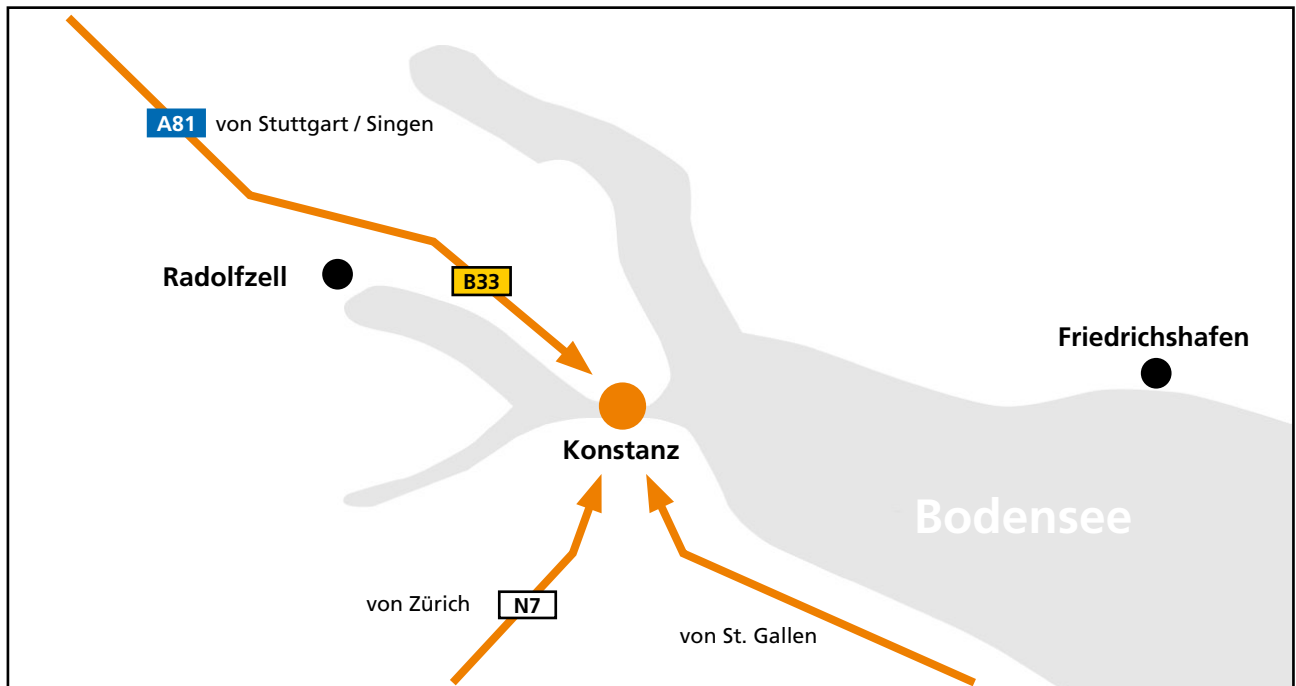 A81 von Stuttgart / Singen
Radolfzell
B33
Friedrichshafen
Konstanz
Bodensee
von Zürich N7
von St. Gallen